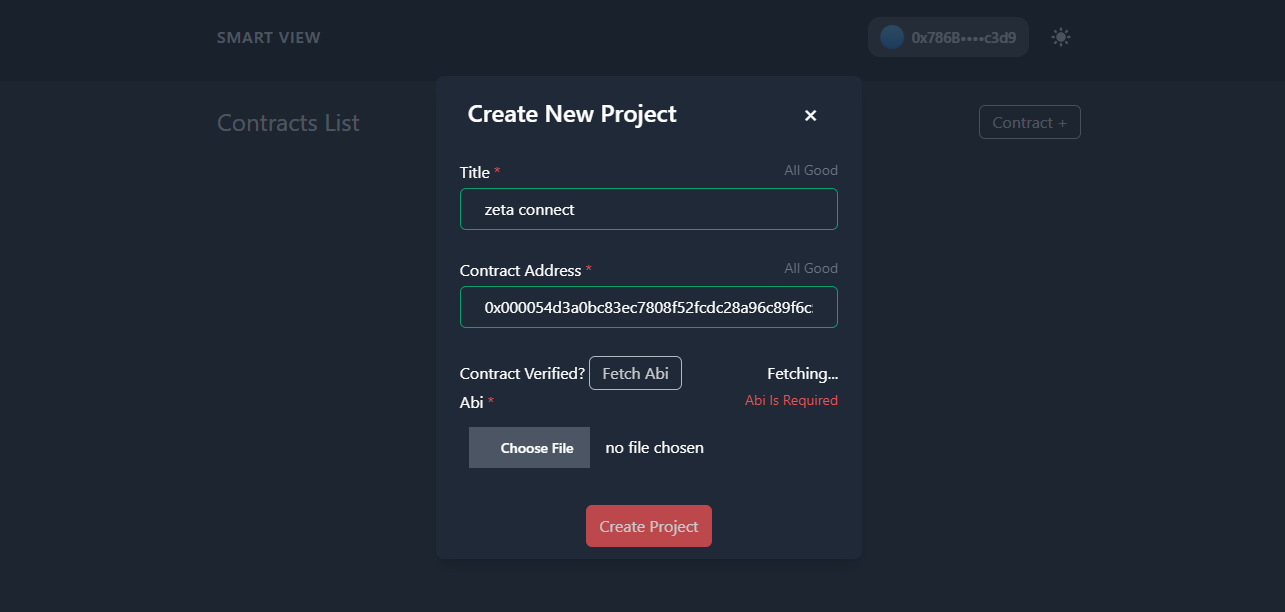 SMART VIEW
0x786B••••c3d9
Contracts List
Contract +
Create New Project
×
Title *
All Good
zeta connect
Contract Address *
All Good
0x000054d3a0bc83ec7808f52fcdc28a96c89f6c
Contract Verified? Fetch Abi
Fetching...
Abi *
Abi Is Required
Choose File no file chosen
Create Project